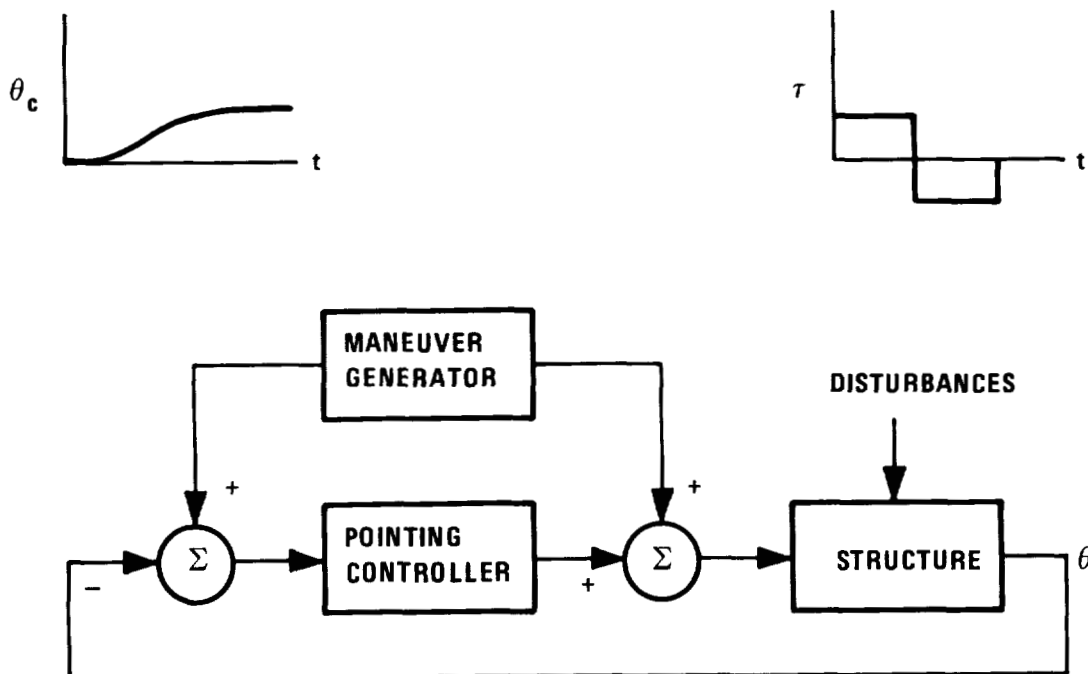 θc
t
τ
t
MANEUVER
GENERATOR
DISTURBANCES
+
+
Σ
POINTING
CONTROLLER
Σ
STRUCTURE
θ
−
+